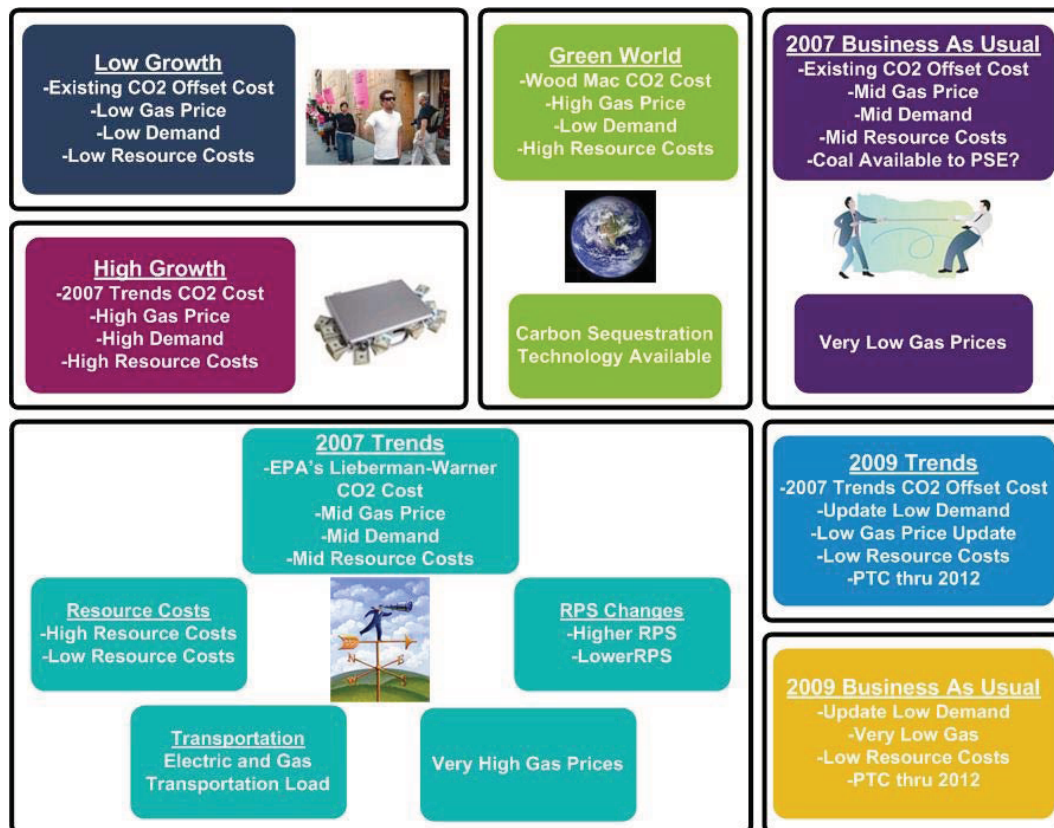 Low Growth
-Existing CO2 Offset Cost
-Low Gas Price
-Low Demand
-Low Resource Costs
High Growth
-2007 Trends CO2 Cost
-High Gas Price
-High Demand
-High Resource Costs
Green World
-Wood Mac CO2 Cost
-High Gas Price
-Low Demand
-High Resource Costs
Carbon Sequestration
Technology Available
2007 Business As Usual
-Existing CO2 Offset Cost
-Mid Gas Price
-Mid Demand
-Mid Resource Costs
-Coal Available to PSE?
Very Low Gas Prices
2007 Trends
-EPA's Lieberman-Warner
CO2 Cost
-Mid Gas Price
-Mid Demand
-Mid Resource Costs
Resource Costs
-High Resource Costs
-Low Resource Costs
N
E
W
S
RPS Changes
-Higher RPS
-LowerRPS
Transportation
Electric and Gas
Transportation Load
Very High Gas Prices
2009 Trends
-2007 Trends CO2 Offset Cost
-Update Low Demand
-Low Gas Price Update
-Low Resource Costs
-PTC thru 2012
2009 Business As Usual
-Update Low Demand
-Very Low Gas
-Low Resource Costs
-PTC thru 2012